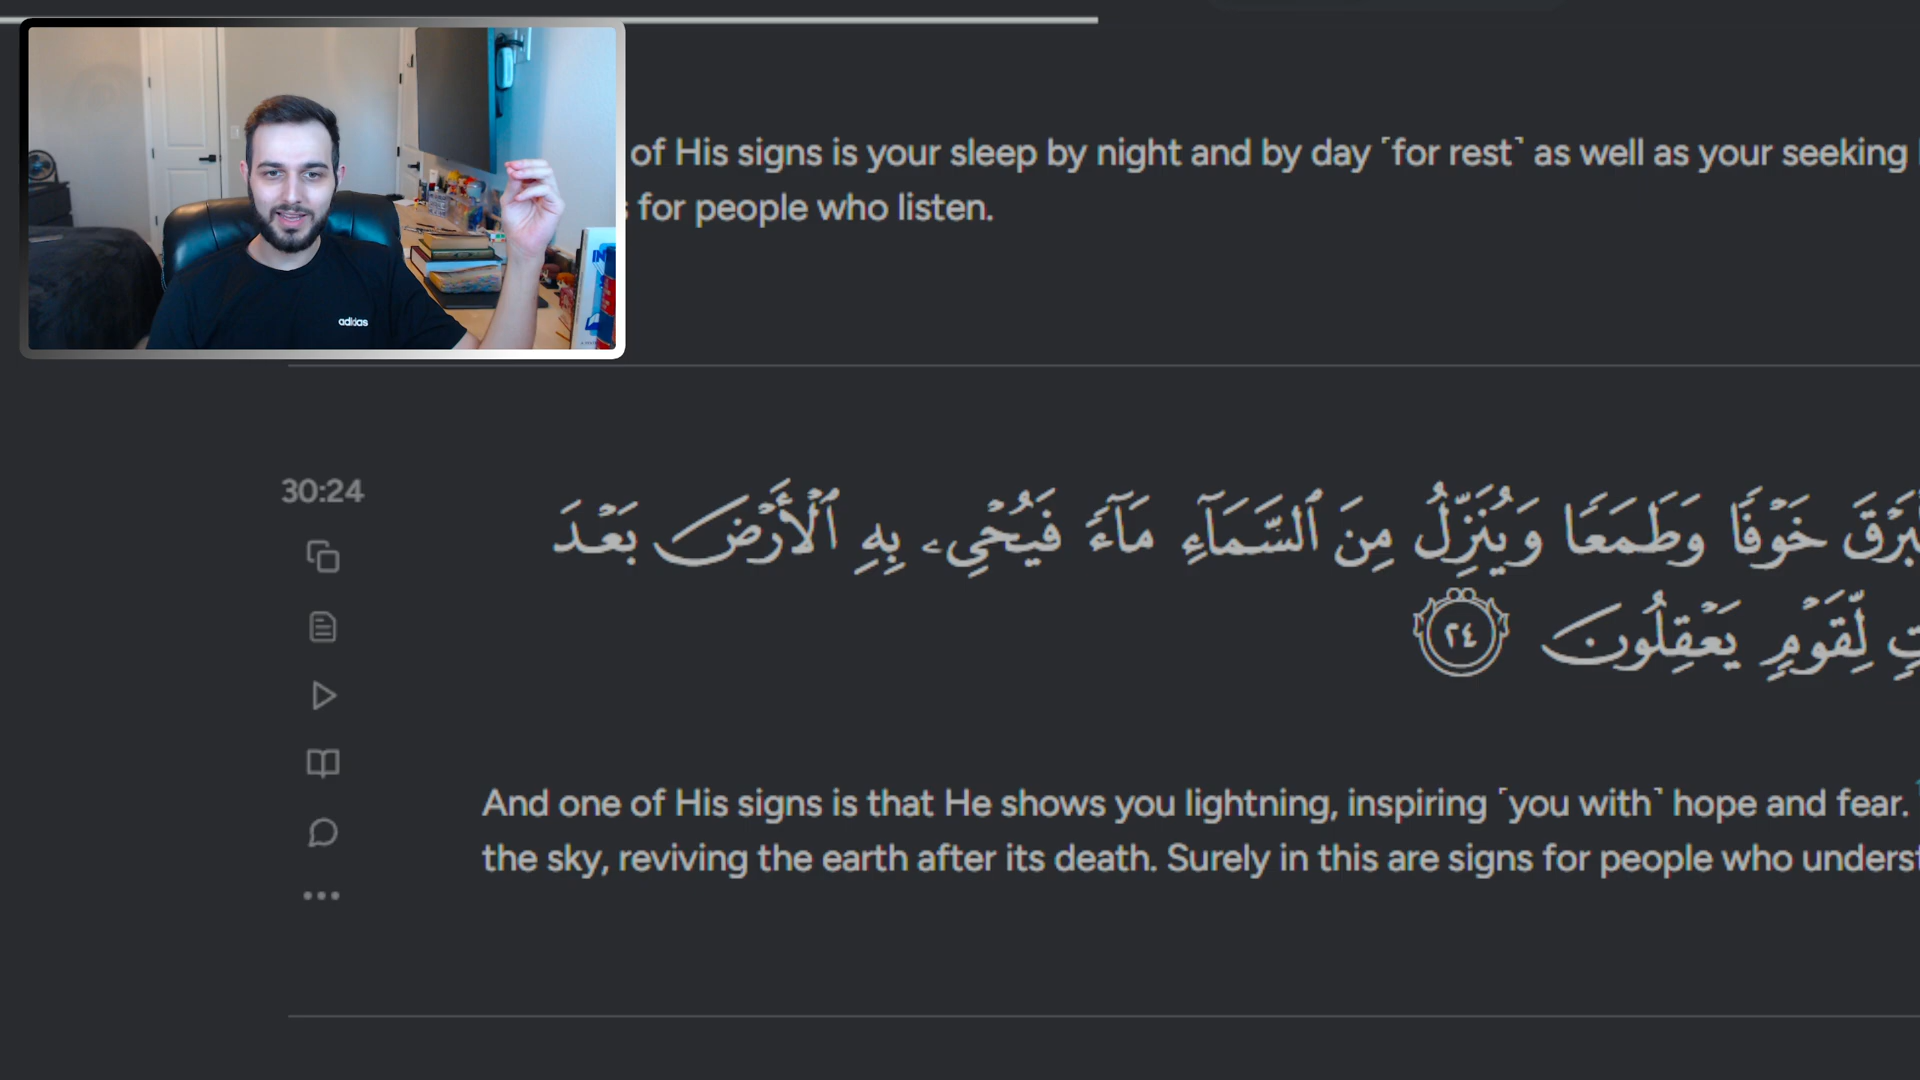 of His signs is your sleep by night and by day ˹for rest˺ as well as your seeking
for people who listen.
30:24
خَوْفًا وَطَمَعًا وَيُنَزِّلُ مِنَ ٱلسَّمَآءِ مَآءً فَيُحْىِۦ بِهِ ٱلْأَرْضَ بَعْدَ
لِّقَوْمٍ يَعْقِلُونَ ٢٤
And one of His signs is that He shows you lightning, inspiring ˹you with˺ hope and fear.
the sky, reviving the earth after its death. Surely in this are signs for people who underst
adidas
IN